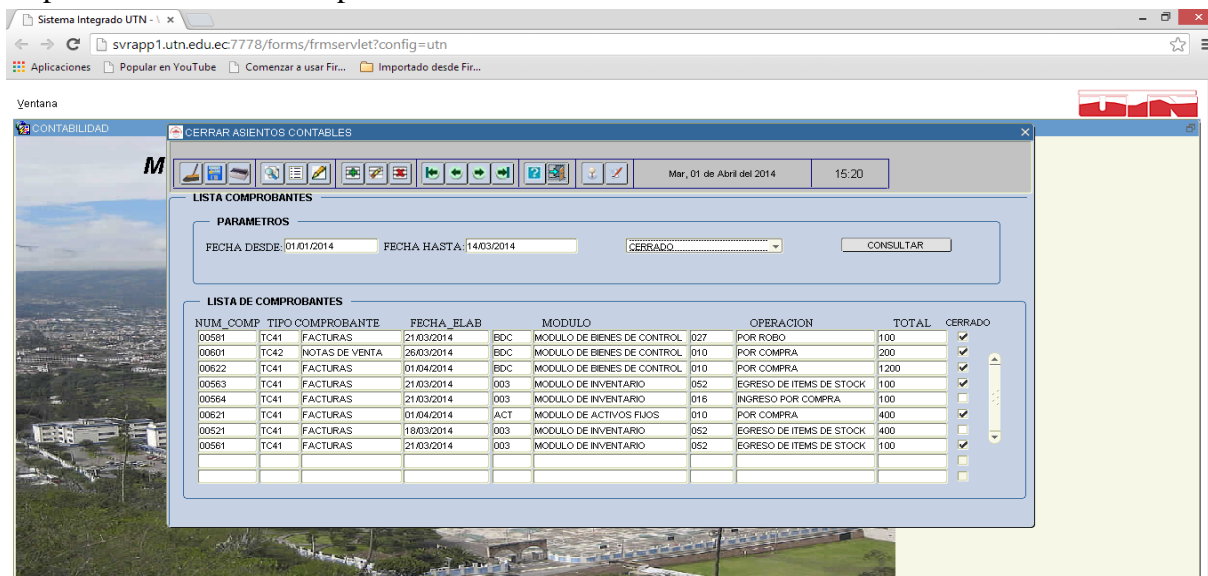 Sistema Integrado UTN - \
svrapp1.utn.edu.ec:7778/forms/frmservlet?config=utn
Aplicaciones Popular en YouTube Comenzar a usar Fir... Importado desde Fir...
Ventana
UTN
CONTABILIDAD
CERRAR ASIENTOS CONTABLES
M
Mar, 01 de Abril del 2014 15:20
LISTA COMPROBANTES
PARAMETROS
FECHA DESDE: 01/01/2014 FECHA HASTA: 14/03/2014 CERRADO CONSULTAR
LISTA DE COMPROBANTES
NUM_COMP TIPO COMPROBANTE FECHA_ELAB MODULO OPERACION TOTAL CERRADO
00581 TC41 FACTURAS 21/03/2014 BDC MODULO DE BIENES DE CONTROL 027 POR ROBO 100
00601 TC42 NOTAS DE VENTA 26/03/2014 BDC MODULO DE BIENES DE CONTROL 010 POR COMPRA 200
00622 TC41 FACTURAS 01/04/2014 BDC MODULO DE BIENES DE CONTROL 010 POR COMPRA 1200
00563 TC41 FACTURAS 21/03/2014 003 MODULO DE INVENTARIO 052 EGRESO DE ITEMS DE STOCK 100
00564 TC41 FACTURAS 21/03/2014 003 MODULO DE INVENTARIO 016 INGRESO POR COMPRA 100
00621 TC41 FACTURAS 01/04/2014 ACT MODULO DE ACTIVOS FIJOS 010 POR COMPRA 400
00521 TC41 FACTURAS 18/03/2014 003 MODULO DE INVENTARIO 052 EGRESO DE ITEMS DE STOCK 400
00561 TC41 FACTURAS 21/03/2014 003 MODULO DE INVENTARIO 052 EGRESO DE ITEMS DE STOCK 100